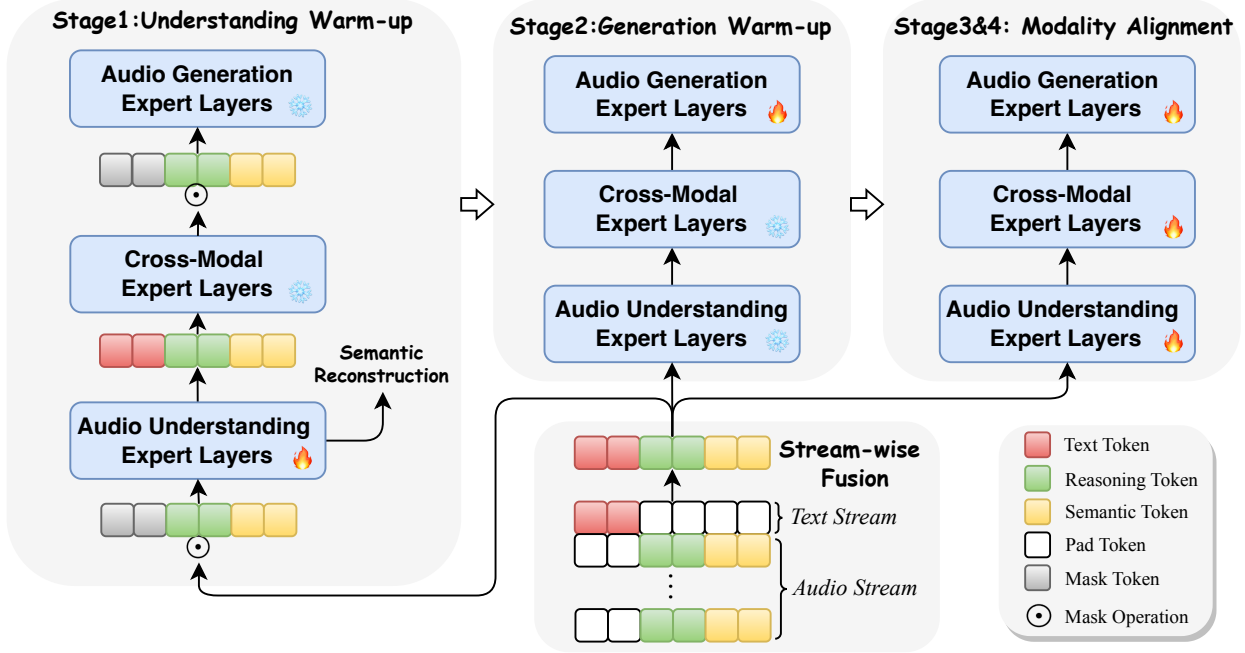 Stage1:Understanding Warm-up
Audio Generation
Expert Layers
Cross-Modal
Expert Layers
Semantic
Reconstruction
Audio Understanding
Expert Layers
Stage2:Generation Warm-up
Audio Generation
Expert Layers
Cross-Modal
Expert Layers
Audio Understanding
Expert Layers
Stage3&4: Modality Alignment
Audio Generation
Expert Layers
Cross-Modal
Expert Layers
Audio Understanding
Expert Layers
Stream-wise
Fusion
Text Stream
Audio Stream
Text Token
Reasoning Token
Semantic Token
Pad Token
Mask Token
Mask Operation